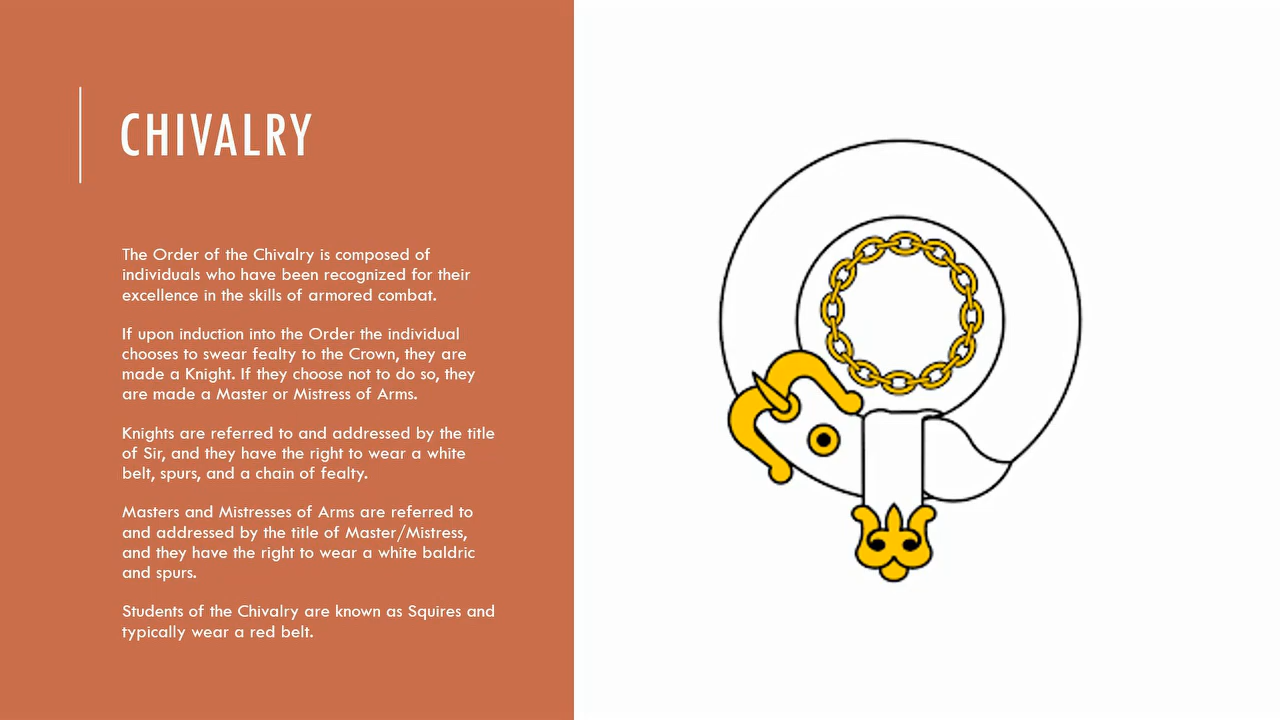 CHIVALRY
The Order of the Chivalry is composed of
individuals who have been recognized for their
excellence in the skills of armored combat.
If upon induction into the Order the individual
chooses to swear fealty to the Crown, they are
made a Knight. If they choose not to do so, they
are made a Master or Mistress of Arms.
Knights are referred to and addressed by the title
of Sir, and they have the right to wear a white
belt, spurs, and a chain of fealty.
Masters and Mistresses of Arms are referred to
and addressed by the title of Master/Mistress,
and they have the right to wear a white baldric
and spurs.
Students of the Chivalry are known as Squires and
typically wear a red belt.